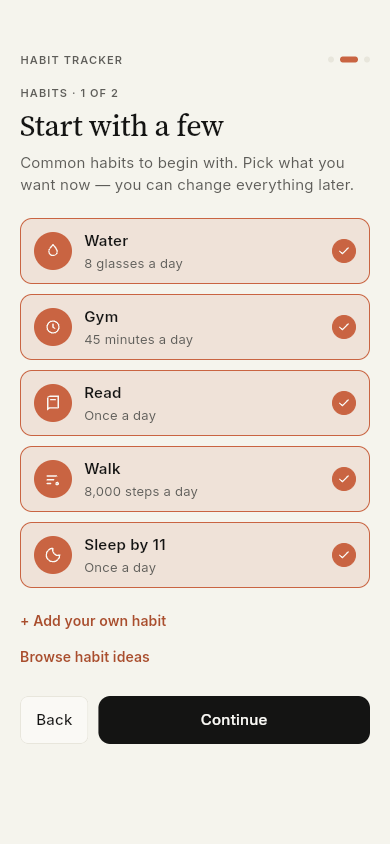 HABIT TRACKER
HABITS · 1 OF 2
Start with a few
Common habits to begin with. Pick what you
want now — you can change everything later.
Water
8 glasses a day
Gym
45 minutes a day
Read
Once a day
Walk
8,000 steps a day
Sleep by 11
Once a day
+ Add your own habit
Browse habit ideas
Back
Continue